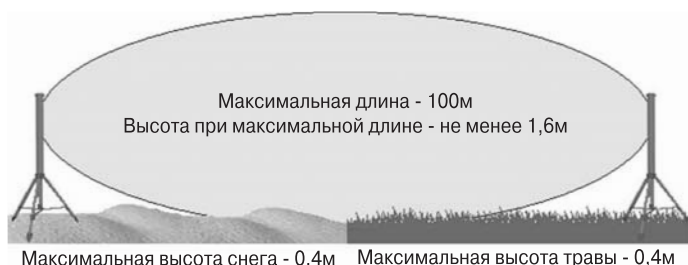 Максимальная длина - 100м
Высота при максимальной длине - не менее 1,6м
Максимальная высота снега - 0,4м Максимальная высота травы - 0,4м